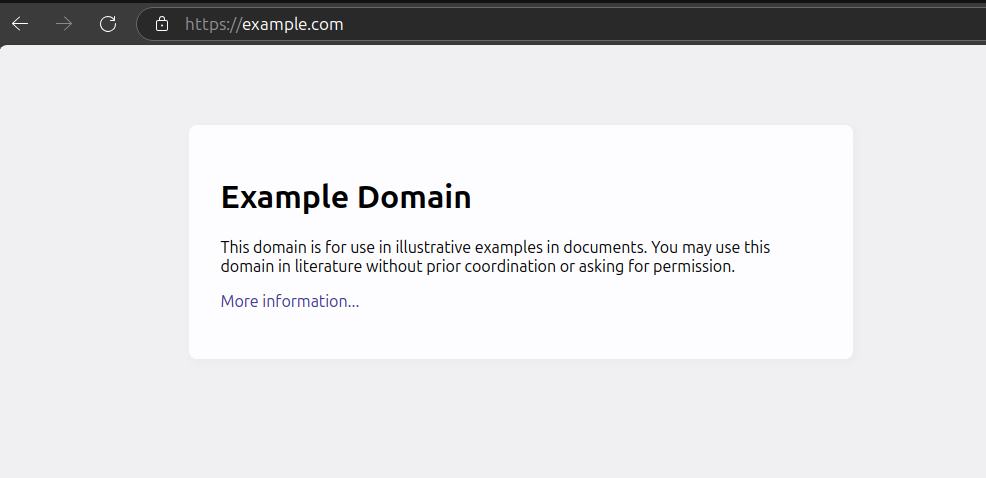 https://example.com
Example Domain
This domain is for use in illustrative examples in documents. You may use this
domain in literature without prior coordination or asking for permission.
More information...